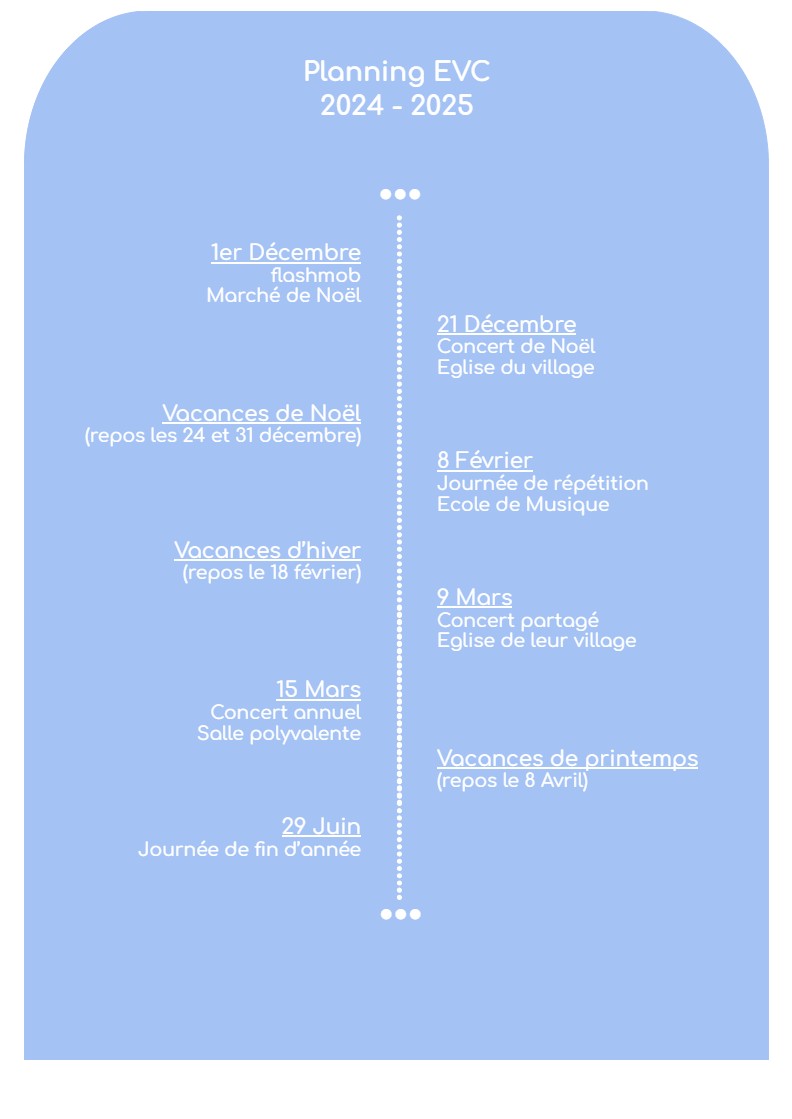 Planning EVC
2024 - 2025
1er Décembre
flashmob
Marché de Noël
21 Décembre
Concert de Noël
Eglise du village
Vacances de Noël
(repos les 24 et 31 décembre)
8 Février
Journée de répétition
Ecole de Musique
Vacances d'hiver
(repos le 18 février)
9 Mars
Concert partagé
Eglise de leur village
15 Mars
Concert annuel
Salle polyvalente
Vacances de printemps
(repos le 8 Avril)
29 Juin
Journée de fin d'année